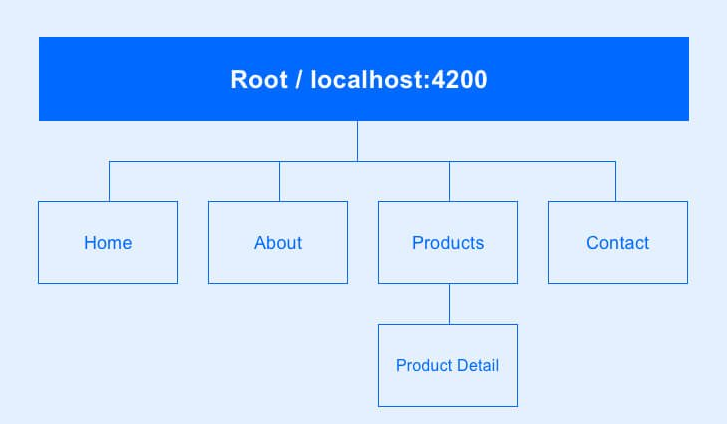 Root / localhost:4200
Home
About
Products
Contact
Product Detail